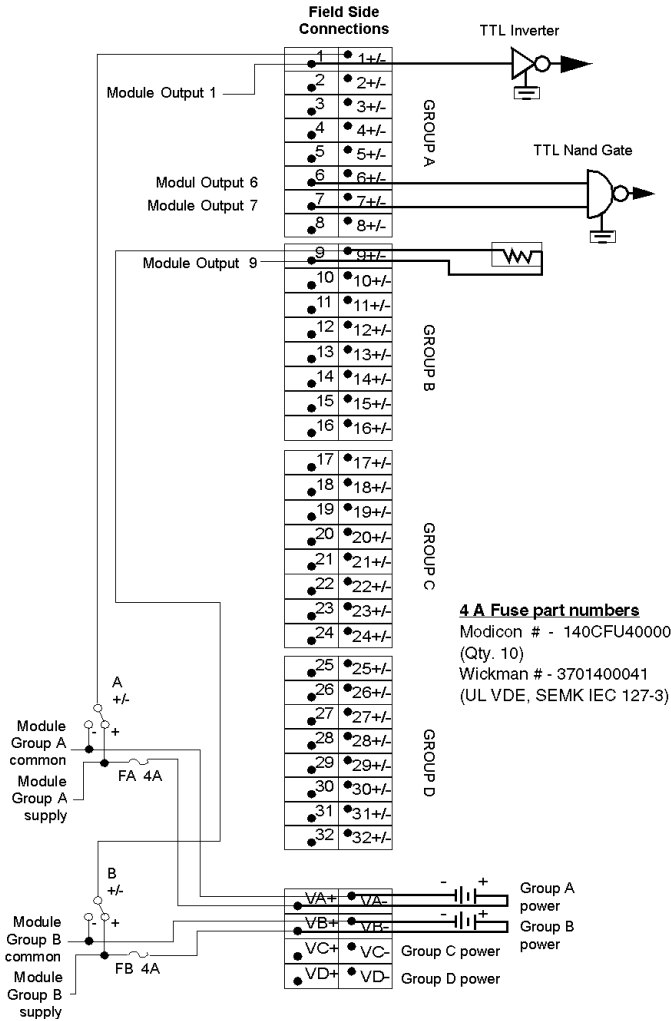 Field Side
Connections
TTL Inverter
1 1+/-
Module Output 1
2 2+/-
3 3+/-
4 4+/-
5 5+/-
GROUP A
TTL Nand Gate
Modul Output 6
6 6+/-
Module Output 7
7 7+/-
8 8+/-
Module Output 9
9 9+/-
10 10+/-
11 11+/-
12 12+/-
13 13+/-
14 14+/-
15 15+/-
16 16+/-
GROUP B
17 17+/-
18 18+/-
19 19+/-
20 20+/-
21 21+/-
22 22+/-
23 23+/-
24 24+/-
GROUP C
4 A Fuse part numbers
Modicon # - 140CFU40000
(Qty. 10)
Wickman # - 3701400041
(UL VDE, SEMK IEC 127-3)
25 25+/-
26 26+/-
27 27+/-
28 28+/-
29 29+/-
30 30+/-
31 31+/-
32 32+/-
GROUP D
A
+/-
- +
Module
Group A
common
FA 4A
Module
Group A
supply
B
+/-
- +
Module
Group B
common
FB 4A
Module
Group B
supply
VA+ VA-
- +
Group A
power
VB+ VB-
- +
Group B
power
VC+ VC- Group C power
VD+ VD- Group D power